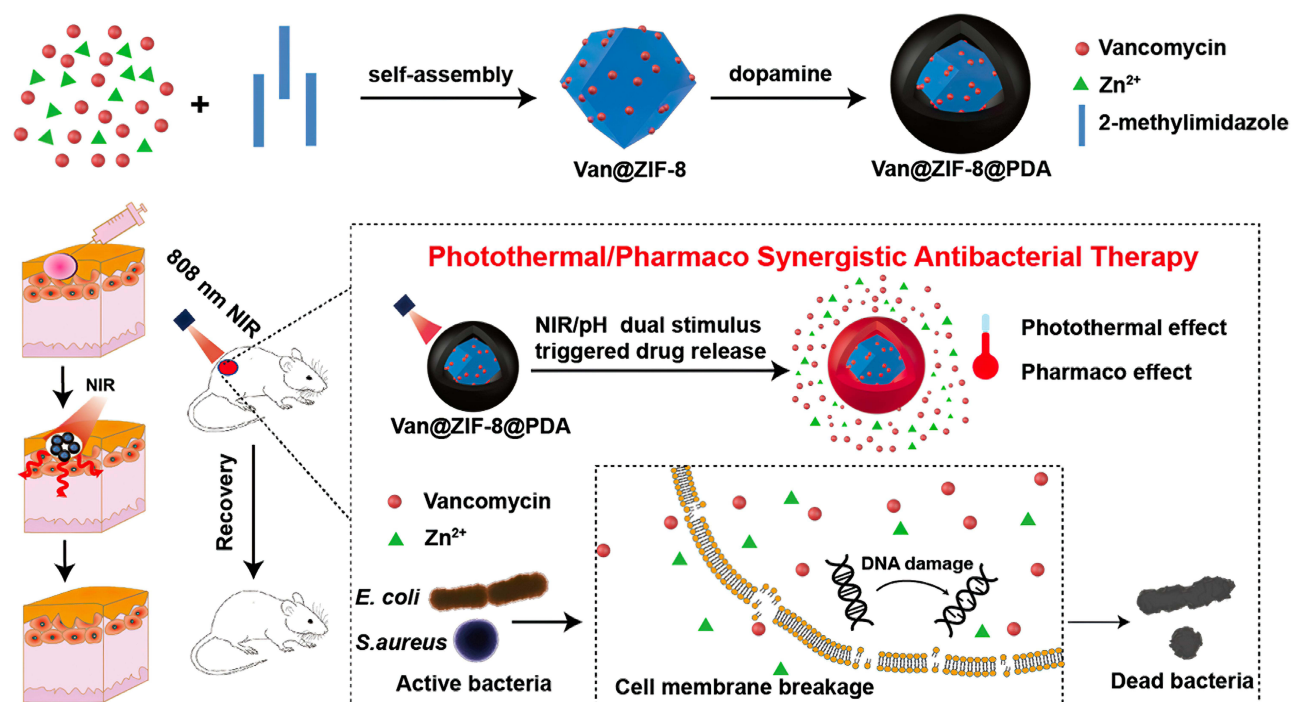 self-assembly
dopamine
Vancomycin
Zn²⁺
2-methylimidazole
+
Van@ZIF-8
Van@ZIF-8@PDA
808 nm NIR
NIR
Recovery
Photothermal/Pharmaco Synergistic Antibacterial Therapy
NIR/pH dual stimulus
triggered drug release
Photothermal effect
Pharmaco effect
Van@ZIF-8@PDA
Vancomycin
Zn²⁺
E. coli
S.aureus
Active bacteria
DNA damage
Cell membrane breakage
Dead bacteria